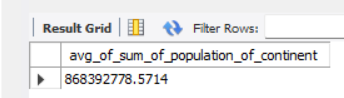 Result Grid Filter Rows:
avg_of_sum_of_population_of_continent
868392778.5714